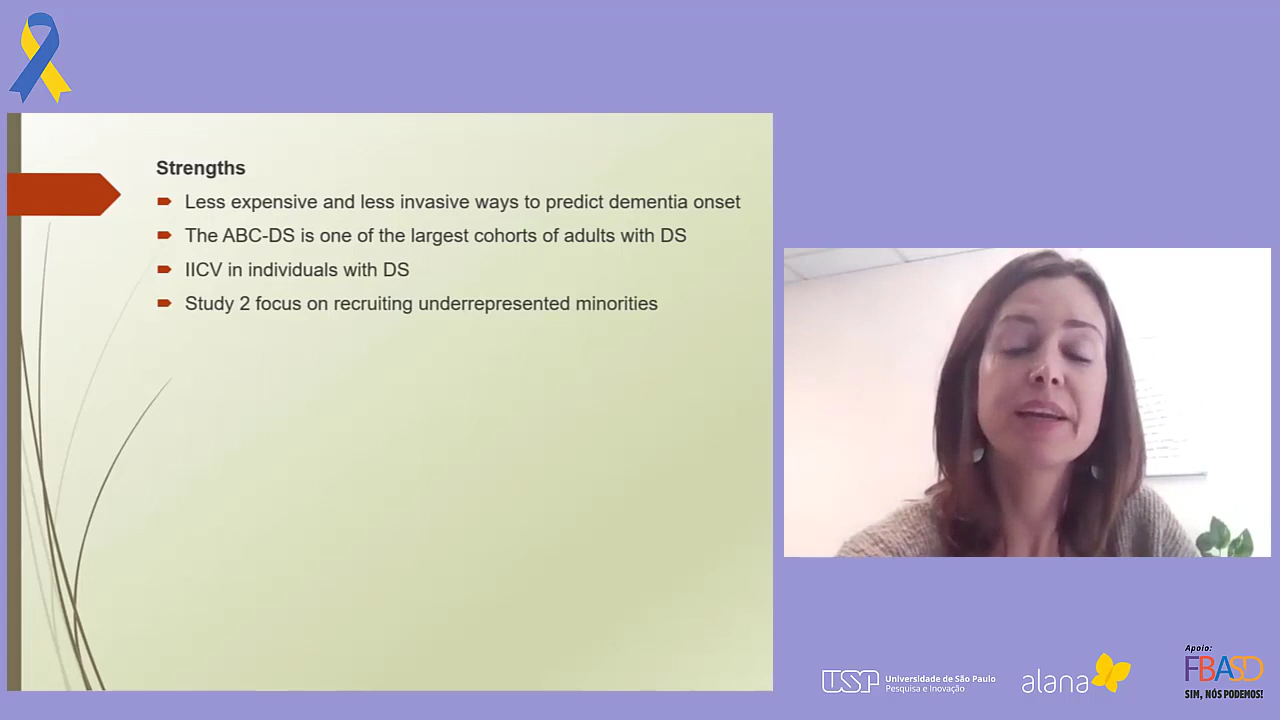 Strengths
Less expensive and less invasive ways to predict dementia onset
The ABC-DS is one of the largest cohorts of adults with DS
IICV in individuals with DS
Study 2 focus on recruiting underrepresented minorities
USP
Universidade de São Paulo
Pesquisa e Inovação
alana
Apoio:
FBASD
SIM, NÓS PODEMOS!